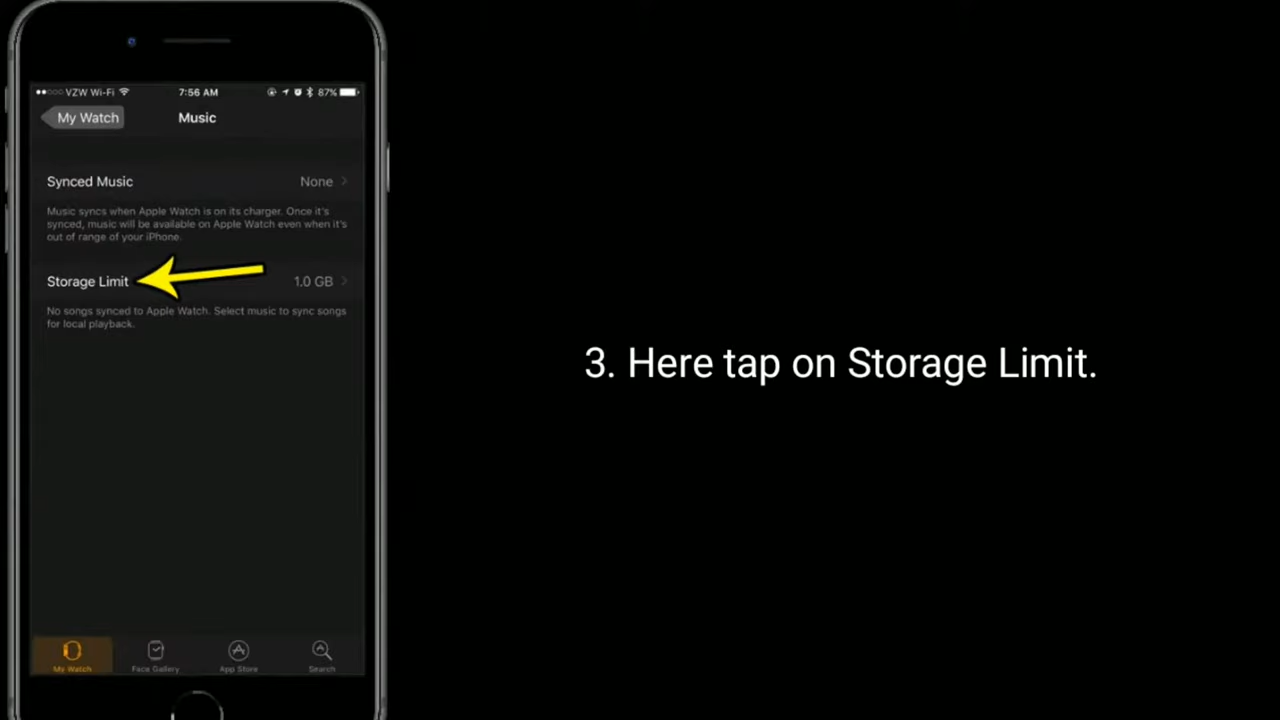 VZW Wi-Fi 7:56 AM 87%
My Watch Music
Synced Music None
Music syncs when Apple Watch is on its charger. Once it's
synced, music will be available on Apple Watch even when it's
out of range of your iPhone.
Storage Limit 1.0 GB
No songs synced to Apple Watch. Select music to sync songs
for local playback.
My Watch Face Gallery App Store Search
3. Here tap on Storage Limit.